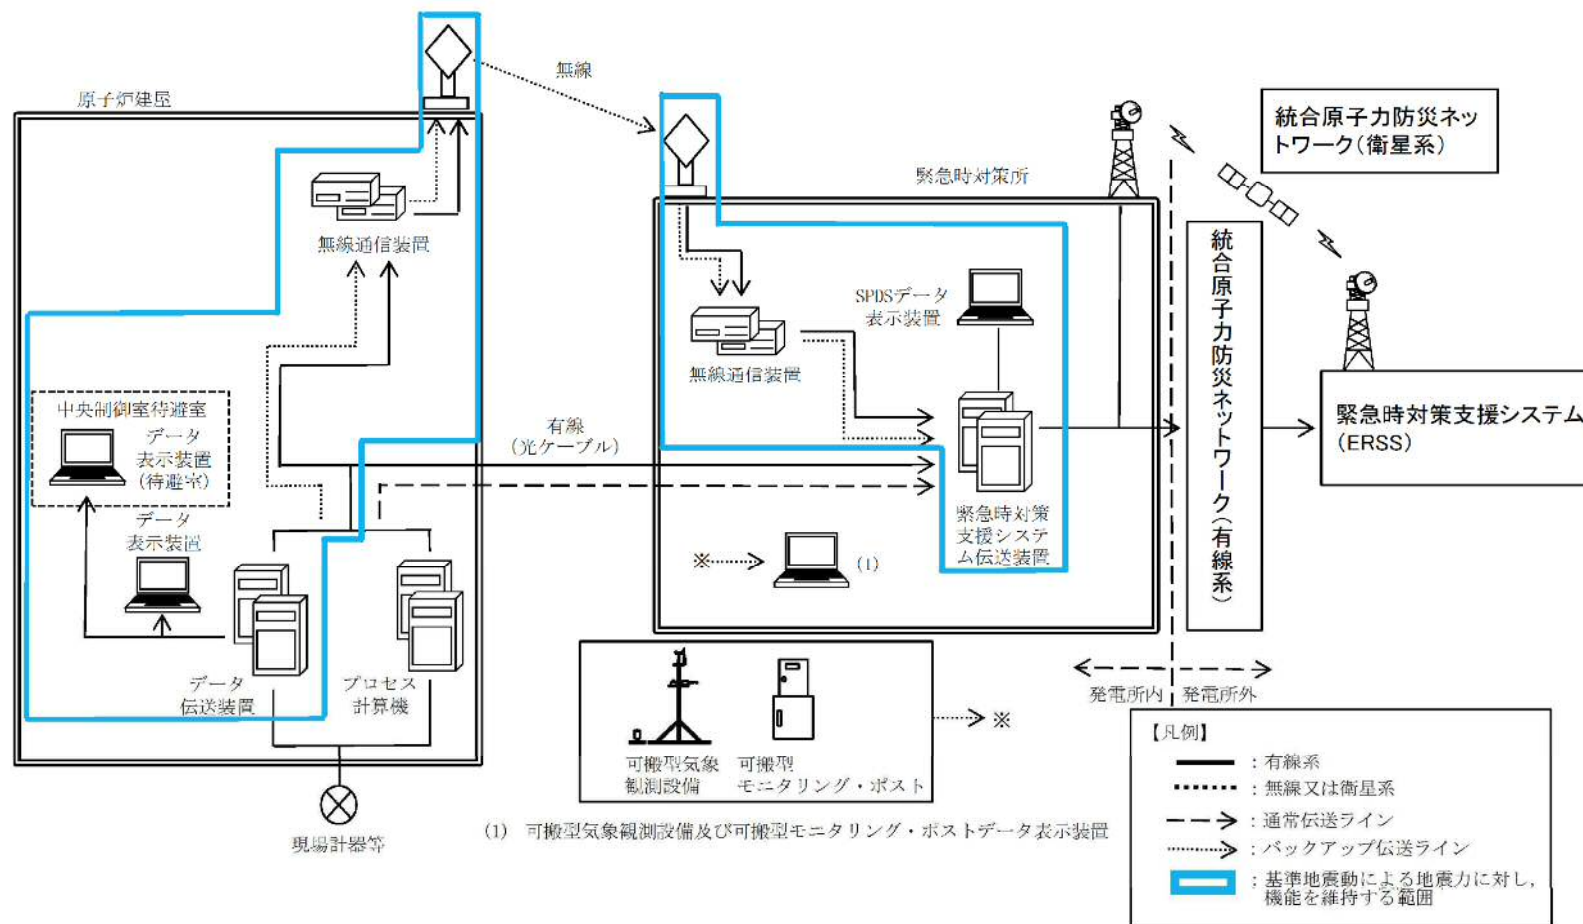 原子炉建屋
無線
統合原子力防災ネッ
トワーク(衛星系)
緊急時対策所
無線通信装置
SPDSデータ
表示装置
無線通信装置
統合原子力防災ネットワーク(有線系)
緊急時対策支援システム
(ERSS)
中央制御室待避室
データ
表示装置
(待避室)
有線
(光ケーブル)
データ
表示装置
緊急時対策
支援システ
ム伝送装置
※
(1)
データ
伝送装置
プロセス
計算機
発電所内
発電所外
※
可搬型気象
観測設備
可搬型
モニタリング・ポスト
現場計器等
(1) 可搬型気象観測設備及び可搬型モニタリング・ポストデータ表示装置
【凡例】
:有線系
:無線又は衛星系
:通常伝送ライン
:バックアップ伝送ライン
:基準地震動による地震力に対し,
機能を維持する範囲